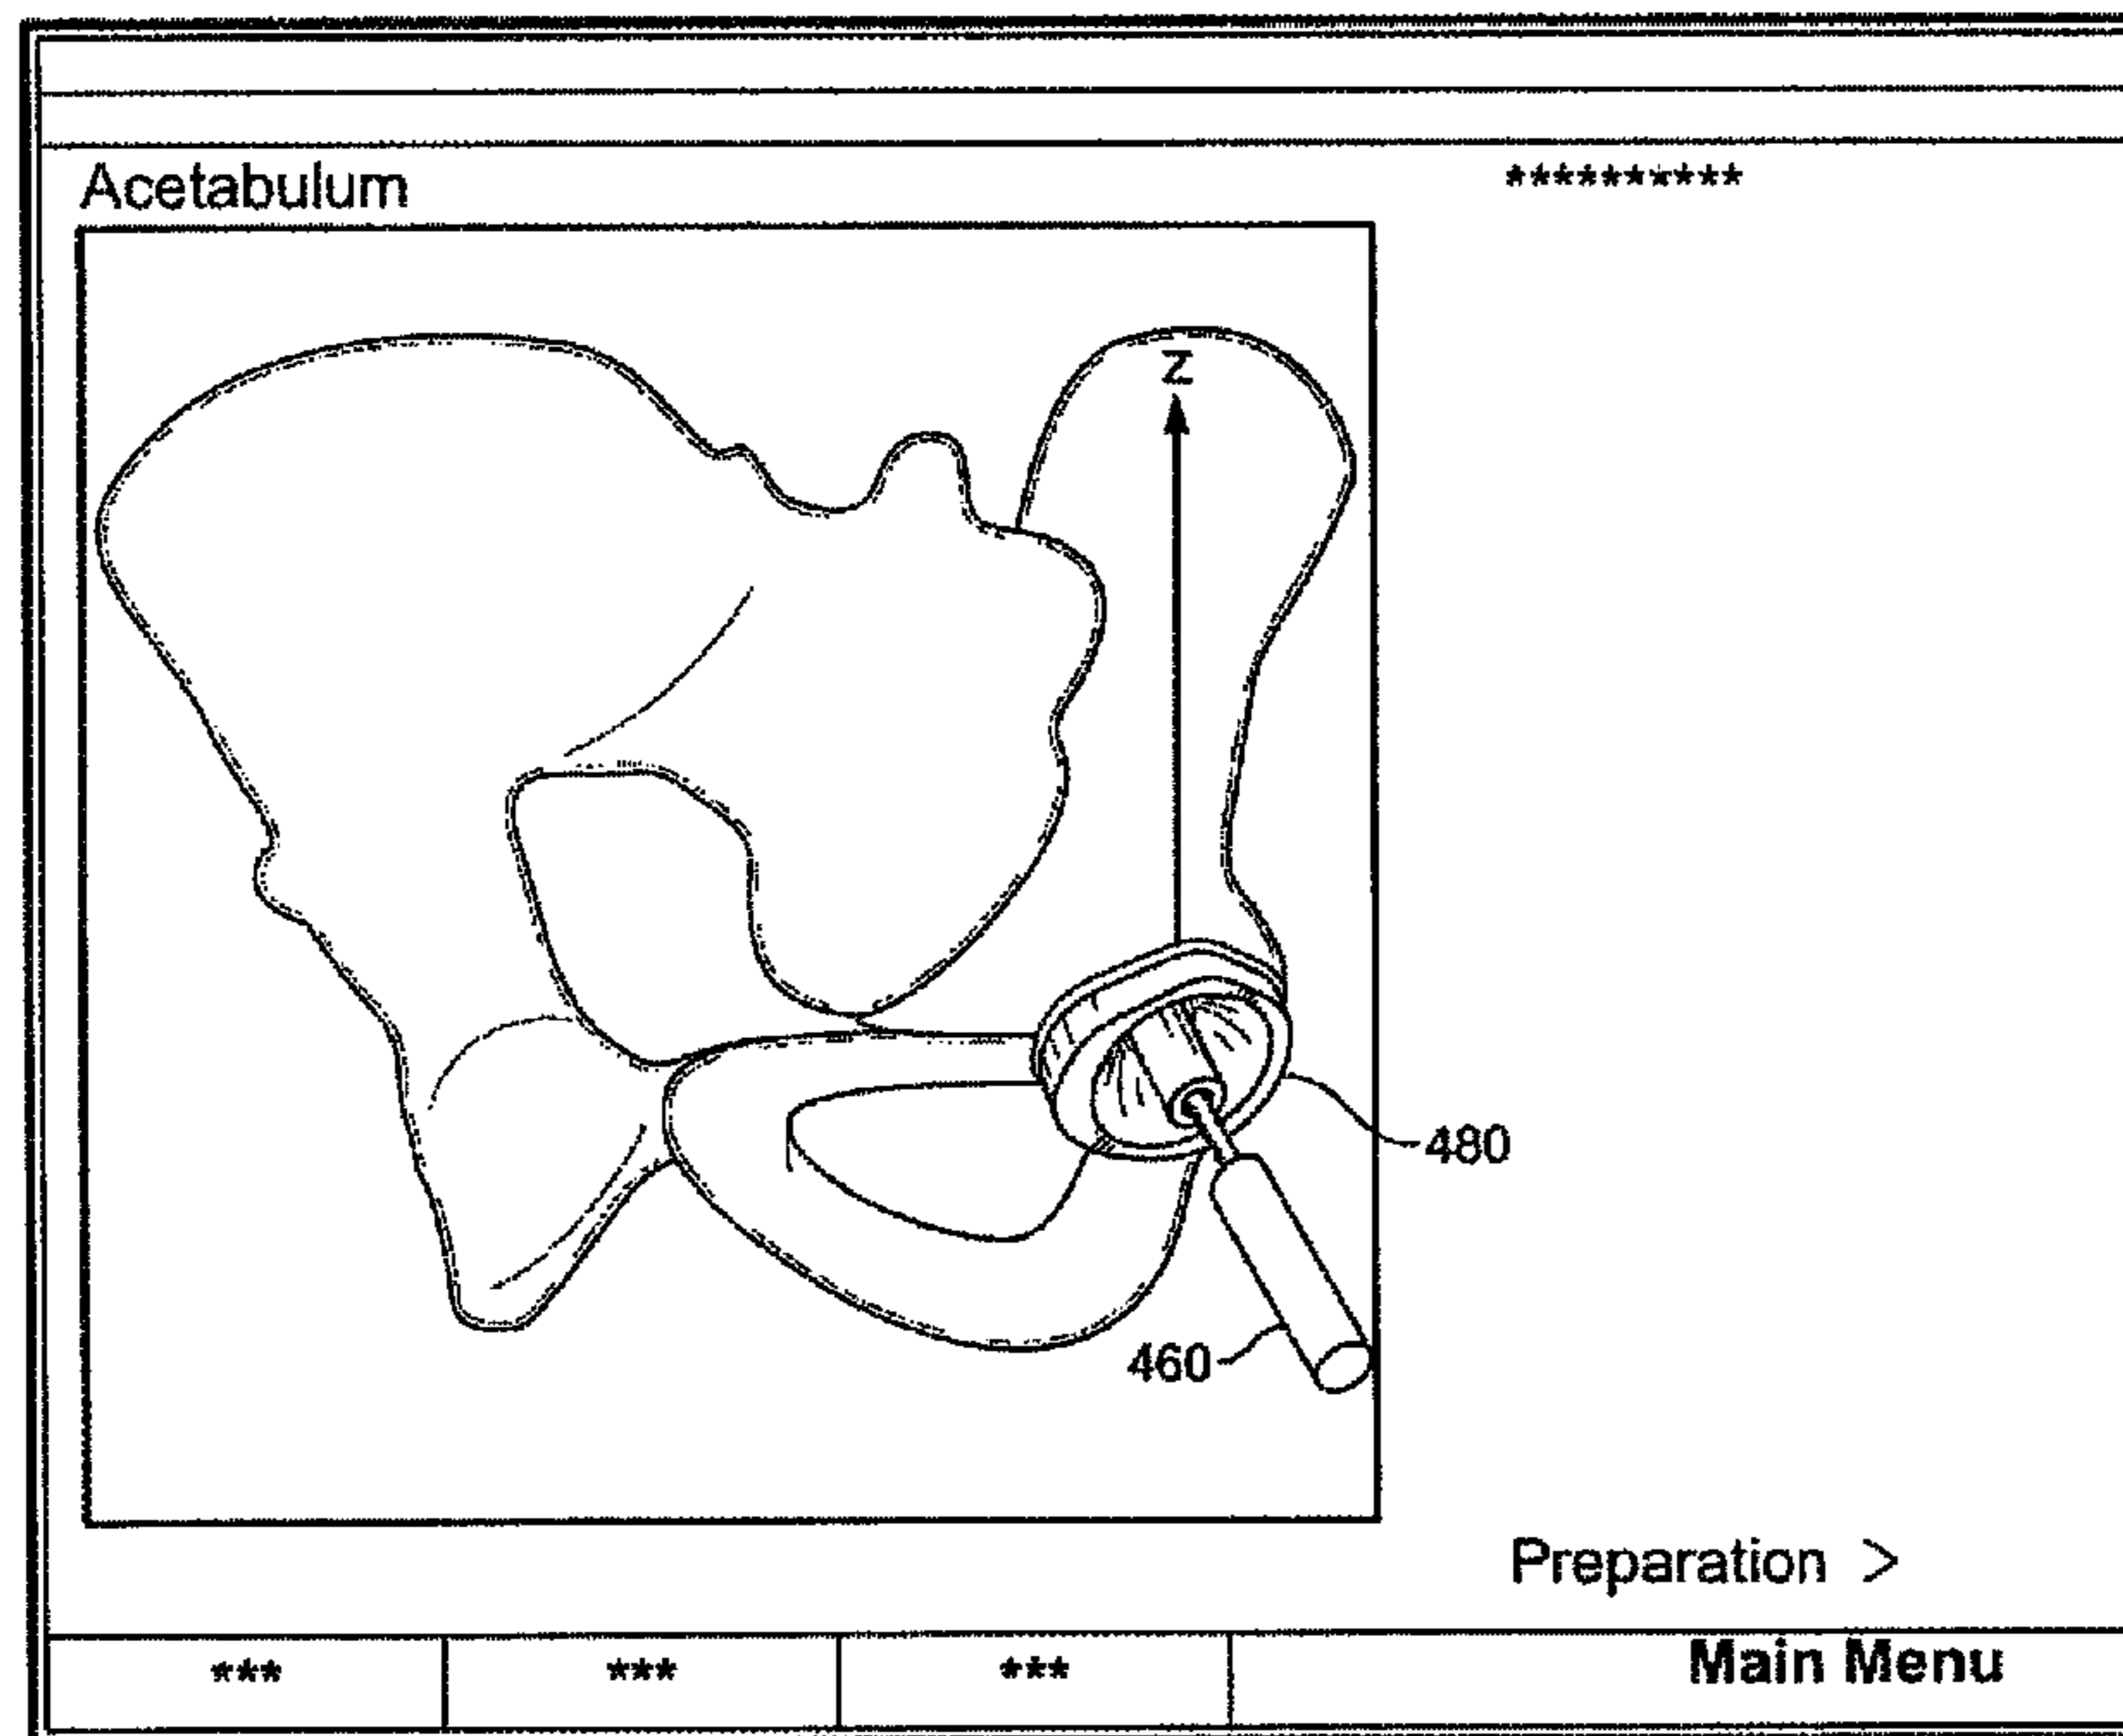 Acetabulum
**********
Z
480
460
Preparation >
*** *** *** Main Menu